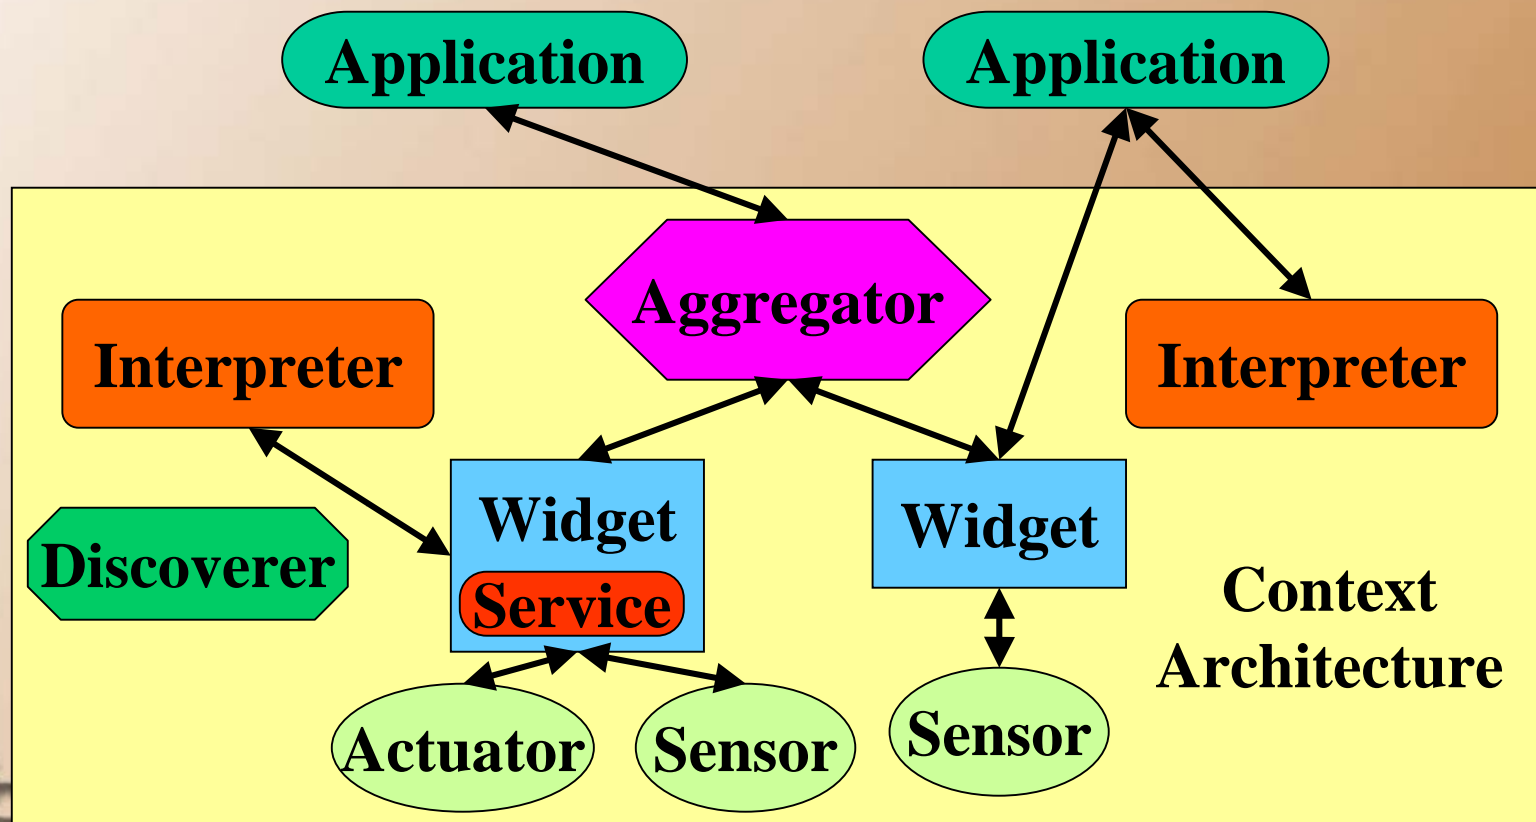 Application
Application
Aggregator
Interpreter
Interpreter
Widget
Service
Widget
Discoverer
Context
Architecture
Actuator
Sensor
Sensor